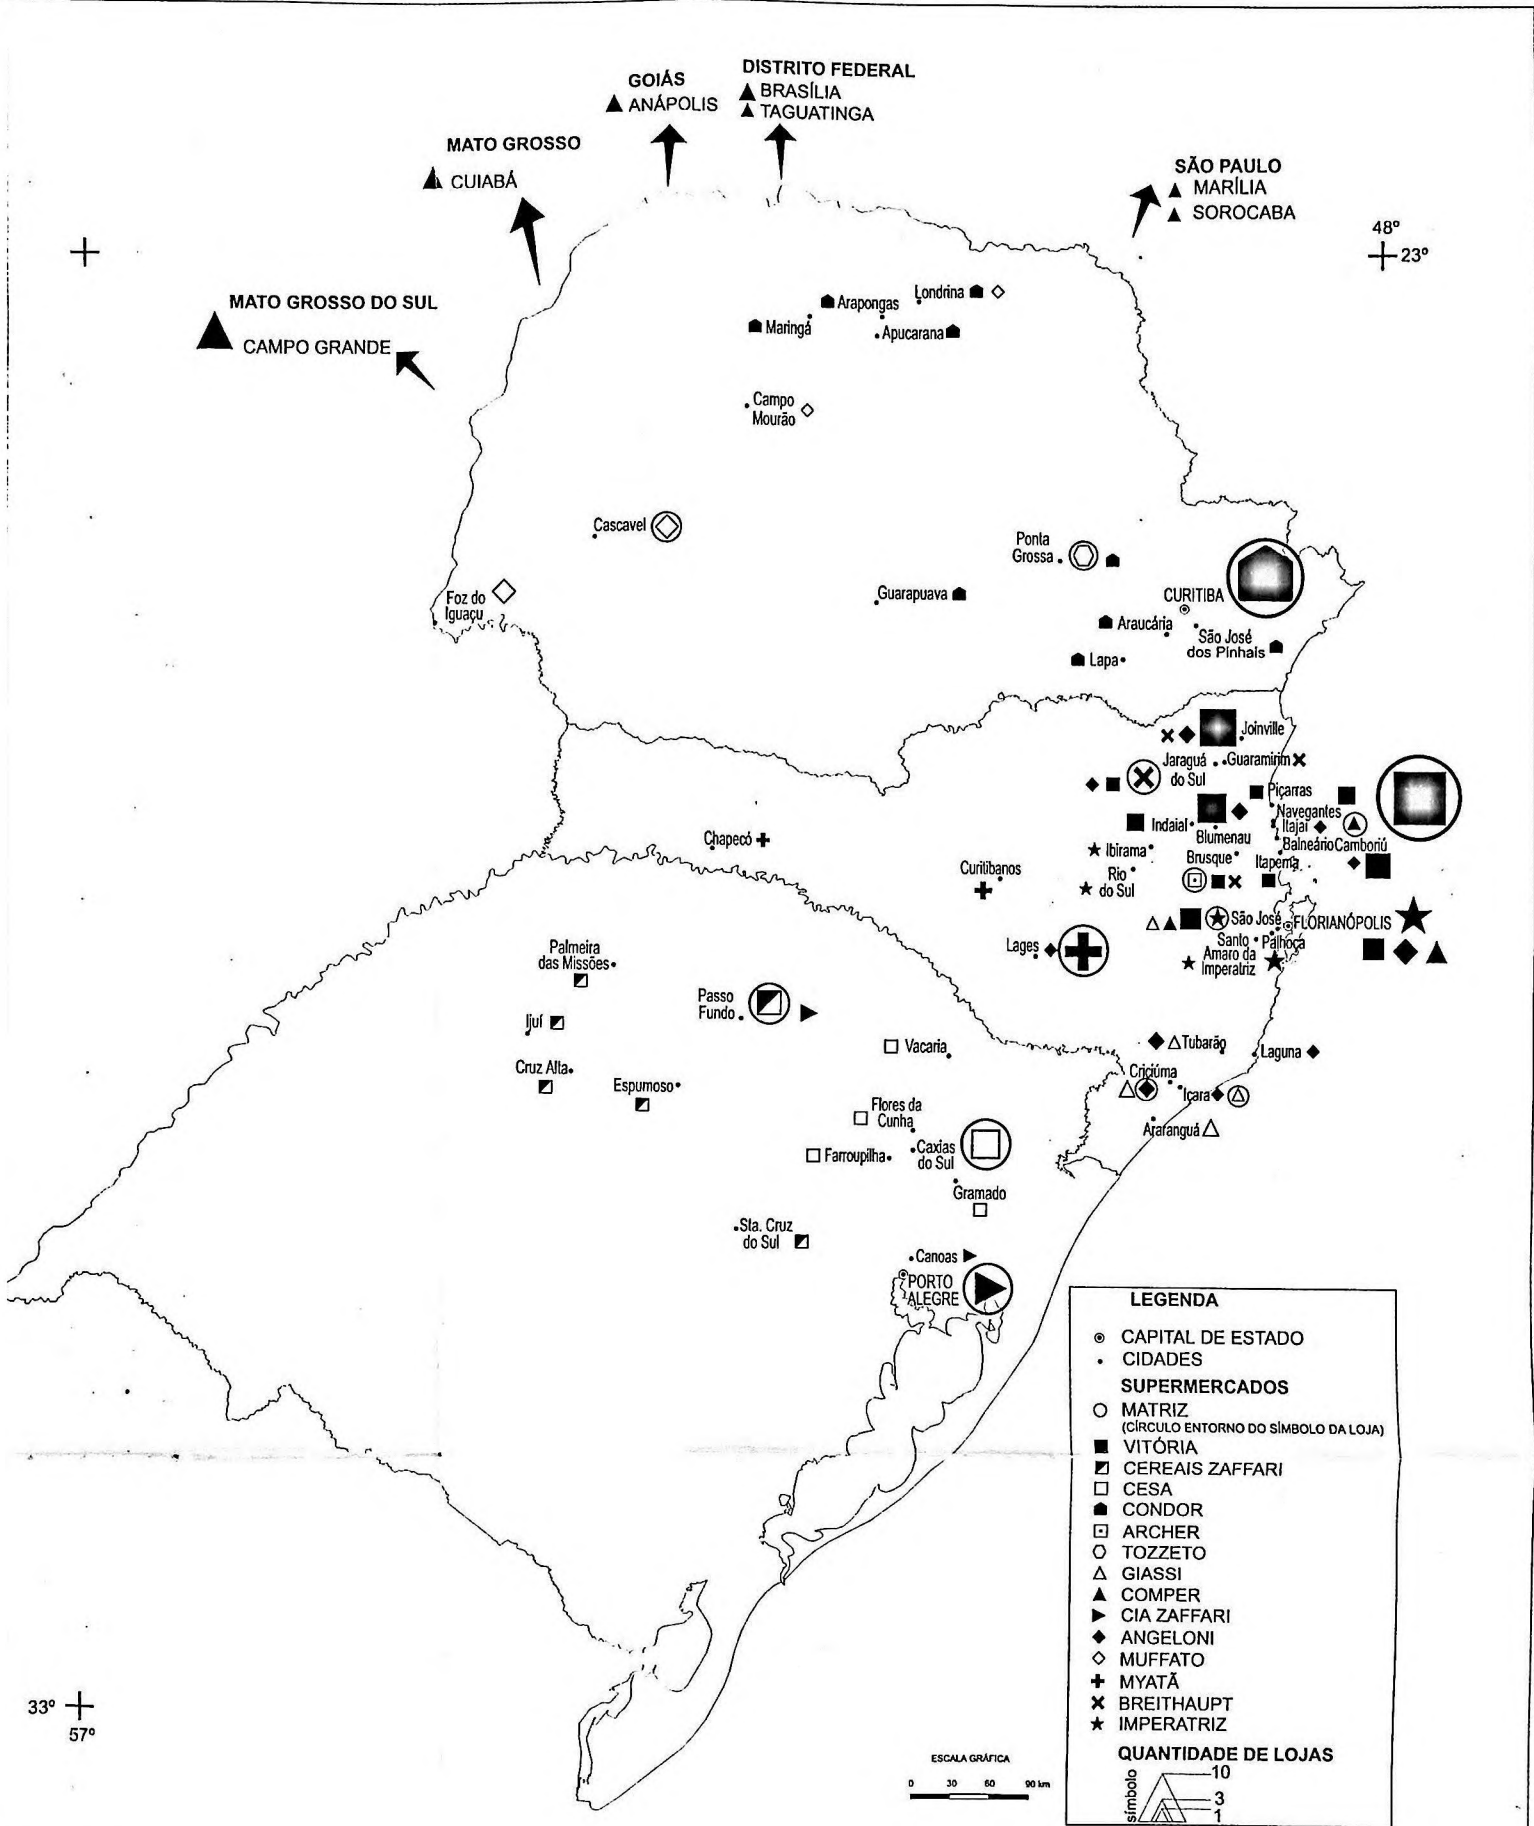 DISTRITO FEDERAL
BRASÍLIA
TAGUATINGA
GOIÁS
ANÁPOLIS
MATO GROSSO
CUIABÁ
SÃO PAULO
MARÍLIA
SOROCABA
48º
23º
MATO GROSSO DO SUL
CAMPO GRANDE
Londrina
Arapongas
Maringá
Apucarana
Campo
Mourão
Cascavel
Ponta
Grossa
Foz do
Iguaçu
Guarapuava
CURITIBA
Araucária
São José
dos Pinhais
Lapa
Joinville
Jaraguá
do Sul
Guaramirim
Piçarras
Navegantes
Indaial
Itajaí
Blumenau
Balneário Camboriú
Chapecó
Ibirama
Brusque
Itapema
Curitibanos
Rio
do Sul
São José
FLORIANÓPOLIS
Lages
Santo
Amaro da
Imperatriz
Palhoça
Palmeira
das Missões
Passo
Fundo
Ijuí
Vacaria
Tubarão
Laguna
Cruz Alta
Espumoso
Criciúma
Içara
Flores da
Cunha
Araranguá
Caxias
do Sul
Farroupilha
Gramado
Sta. Cruz
do Sul
Canoas
PORTO
ALEGRE
LEGENDA
CAPITAL DE ESTADO
CIDADES
SUPERMERCADOS
MATRIZ
(CÍRCULO ENTORNO DO SÍMBOLO DA LOJA)
VITÓRIA
CEREAIS ZAFFARI
CESA
CONDOR
ARCHER
TOZZETO
GIASSI
COMPER
CIA ZAFFARI
ANGELONI
MUFFATO
MYATÃ
BREITHAUPT
IMPERATRIZ
QUANTIDADE DE LOJAS
símbolo
10
3
1
33º
57º
ESCALA GRÁFICA
0 30 60 90 km